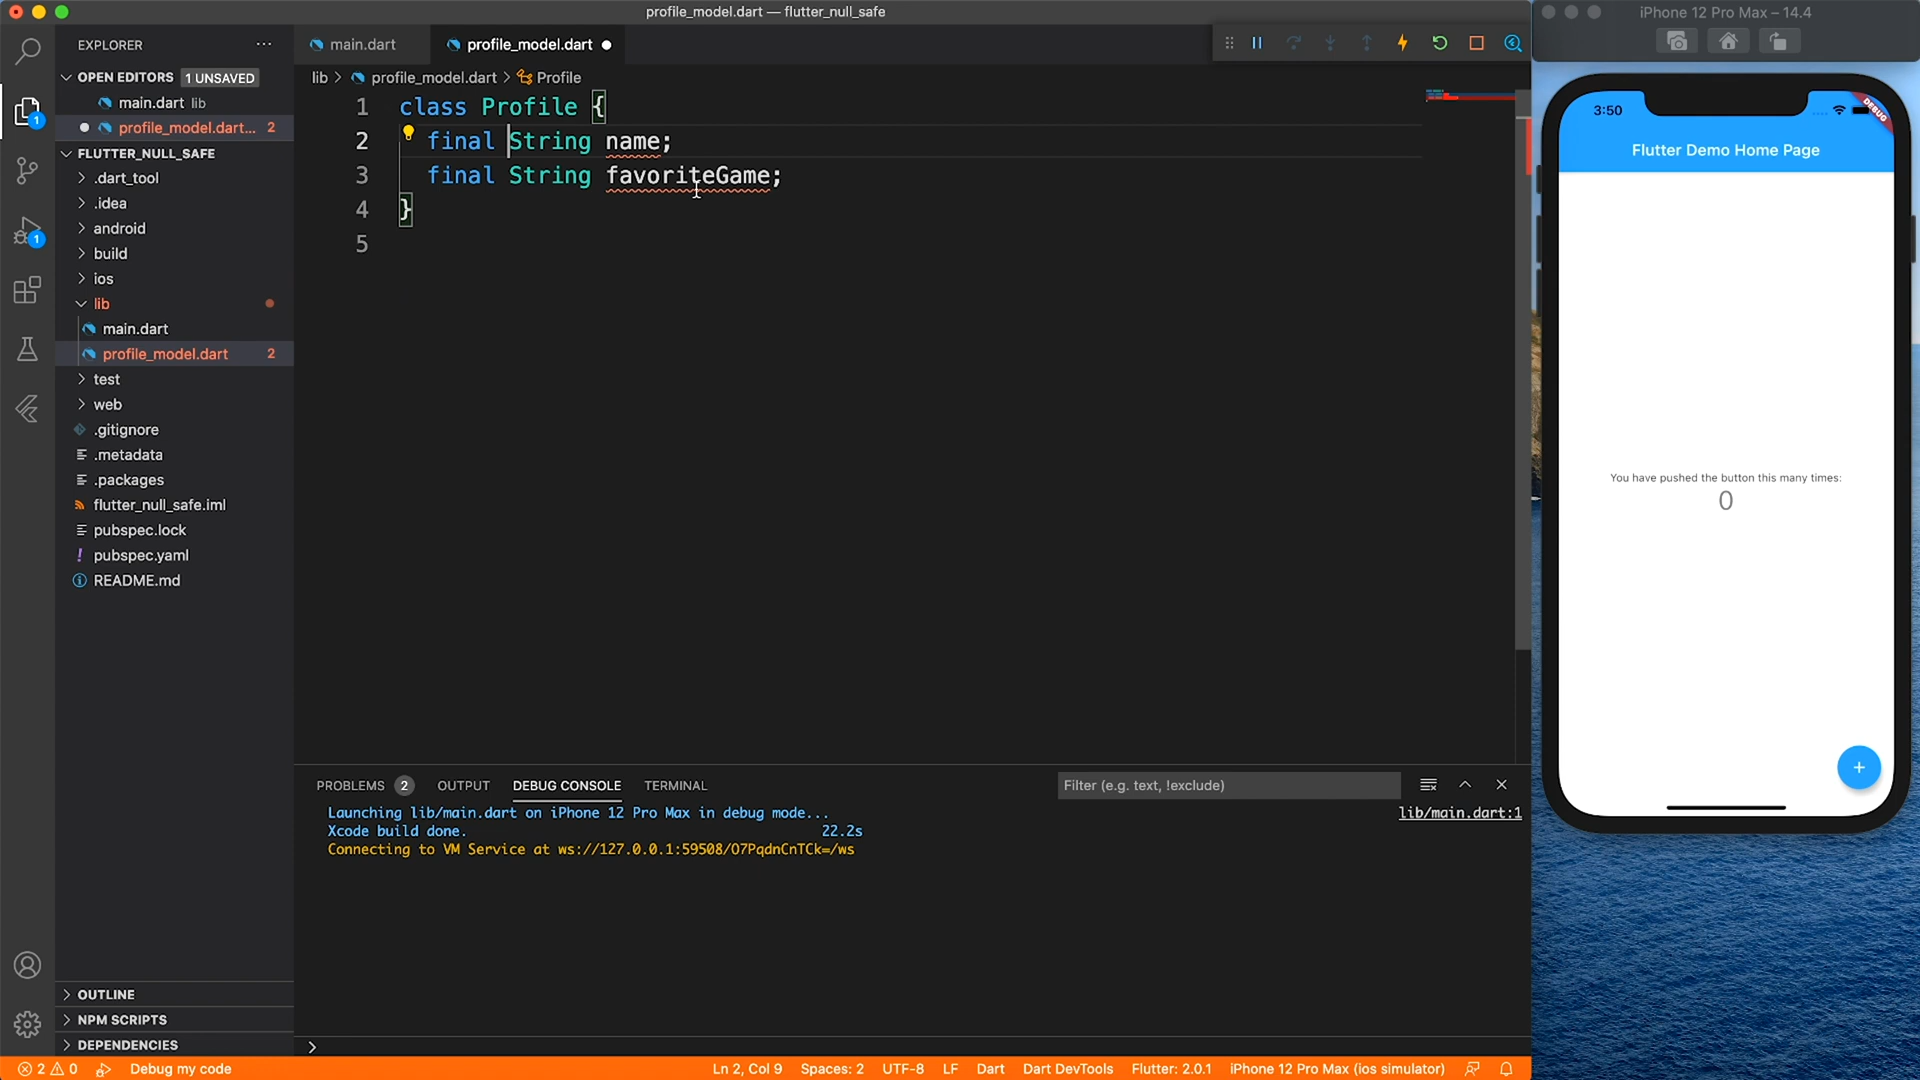 profile_model.dart — flutter_null_safe
EXPLORER
main.dart
profile_model.dart
OPEN EDITORS 1 UNSAVED
main.dart lib
profile_model.dart... 2
FLUTTER_NULL_SAFE
.dart_tool
.idea
android
build
ios
lib
main.dart
profile_model.dart 2
test
web
.gitignore
.metadata
.packages
flutter_null_safe.iml
pubspec.lock
pubspec.yaml
README.md
OUTLINE
NPM SCRIPTS
DEPENDENCIES
1
1
lib > profile_model.dart > Profile
1 class Profile {
2 final String name;
3 final String favoriteGame;
4 }
5
PROBLEMS 2 OUTPUT DEBUG CONSOLE TERMINAL
Filter (e.g. text, !exclude)
Launching lib/main.dart on iPhone 12 Pro Max in debug mode...
lib/main.dart:1
Xcode build done. 22.2s
Connecting to VM Service at ws://127.0.0.1:59508/O7PqdnCnTCk=/ws
>
2 0 Debug my code
Ln 2, Col 9 Spaces: 2 UTF-8 LF Dart Dart DevTools Flutter: 2.0.1 iPhone 12 Pro Max (ios simulator)
iPhone 12 Pro Max – 14.4
3:50
DEBUG
Flutter Demo Home Page
You have pushed the button this many times:
0
+